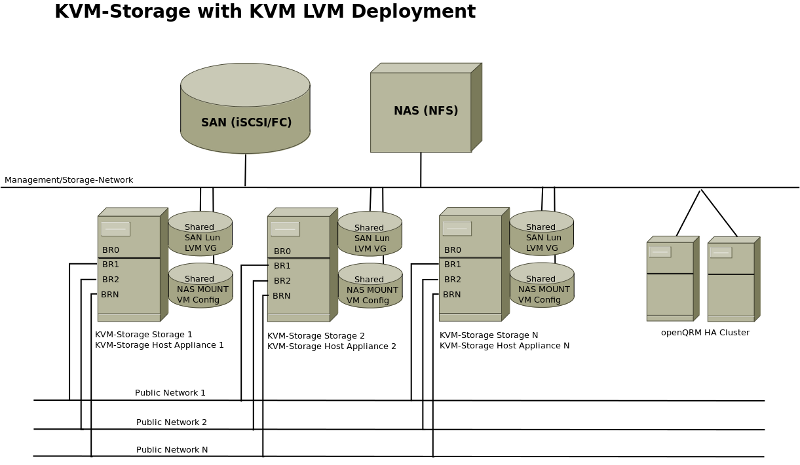 KVM-Storage with KVM LVM Deployment
SAN (iSCSI/FC)
NAS (NFS)
Management/Storage-Network
BR0
BR1
BR2
BRN
Shared
SAN Lun
LVM VG
Shared
NAS MOUNT
VM Config
KVM-Storage Storage 1
KVM-Storage Host Appliance 1
BR0
BR1
BR2
BRN
Shared
SAN Lun
LVM VG
Shared
NAS MOUNT
VM Config
KVM-Storage Storage 2
KVM-Storage Host Appliance 2
BR0
BR1
BR2
BRN
Shared
SAN Lun
LVM VG
Shared
NAS MOUNT
VM Config
KVM-Storage Storage N
KVM-Storage Host Appliance N
openQRM HA Cluster
Public Network 1
Public Network 2
Public Network N